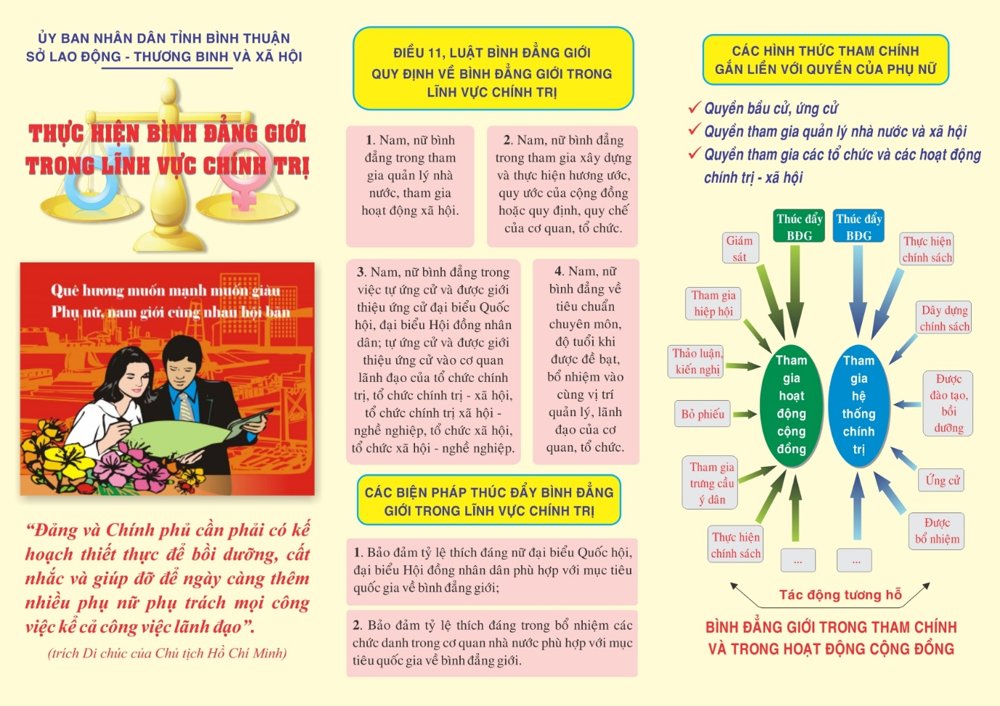 ỦY BAN NHÂN DÂN TỈNH BÌNH THUẬN
SỞ LAO ĐỘNG - THƯƠNG BINH VÀ XÃ HỘI
THỰC HIỆN BÌNH ĐẲNG GIỚI
TRONG LĨNH VỰC CHÍNH TRỊ
Quê hương muốn mạnh muốn giàu
Phụ nữ, nam giới cùng nhau hội bàn
“Đảng và Chính phủ cần phải có kế
hoạch thiết thực để bồi dưỡng, cất
nhắc và giúp đỡ để ngày càng thêm
nhiều phụ nữ phụ trách mọi công
việc kể cả công việc lãnh đạo”.
(trích Di chúc của Chủ tịch Hồ Chí Minh)
ĐIỀU 11, LUẬT BÌNH ĐẲNG GIỚI
QUY ĐỊNH VỀ BÌNH ĐẲNG GIỚI TRONG
LĨNH VỰC CHÍNH TRỊ
1. Nam, nữ bình
đẳng trong tham
gia quản lý nhà
nước, tham gia
hoạt động xã hội.
2. Nam, nữ bình đẳng
trong tham gia xây dựng
và thực hiện hương ước,
quy ước của cộng đồng
hoặc quy định, quy chế
của cơ quan, tổ chức.
3. Nam, nữ bình đẳng trong
việc tự ứng cử và được giới
thiệu ứng cử đại biểu Quốc
hội, đại biểu Hội đồng nhân
dân; tự ứng cử và được giới
thiệu ứng cử vào cơ quan
lãnh đạo của tổ chức chính
trị, tổ chức chính trị - xã hội,
tổ chức chính trị xã hội -
nghề nghiệp, tổ chức xã hội,
tổ chức xã hội - nghề nghiệp.
4. Nam, nữ
bình đẳng về
tiêu chuẩn
chuyên môn,
độ tuổi khi
được đề bạt,
bổ nhiệm vào
cùng vị trí
quản lý, lãnh
đạo của cơ
quan, tổ chức.
CÁC BIỆN PHÁP THÚC ĐẨY BÌNH ĐẲNG
GIỚI TRONG LĨNH VỰC CHÍNH TRỊ
1. Bảo đảm tỷ lệ thích đáng nữ đại biểu Quốc hội,
đại biểu Hội đồng nhân dân phù hợp với mục tiêu
quốc gia về bình đẳng giới;
2. Bảo đảm tỷ lệ thích đáng trong bổ nhiệm các
chức danh trong cơ quan nhà nước phù hợp với mục
tiêu quốc gia về bình đẳng giới.
CÁC HÌNH THỨC THAM CHÍNH
GẮN LIỀN VỚI QUYỀN CỦA PHỤ NỮ
Quyền bầu cử, ứng cử
Quyền tham gia quản lý nhà nước và xã hội
Quyền tham gia các tổ chức và các hoạt động
chính trị - xã hội
Thúc đẩy
BĐG
Thúc đẩy
BĐG
Giám
sát
Thực hiện
chính sách
Tham gia
hiệp hội
Dây dựng
chính sách
Thảo luận,
kiến nghị
Được
đào tạo,
bồi
dưỡng
Bỏ phiếu
Tham
gia
hoạt
động
cộng
đồng
Tham
gia
hệ
thống
chính
trị
Tham gia
trưng cầu
ý dân
Ứng cử
Thực hiện
chính sách
Được
bổ nhiệm
...
...
Tác động tương hỗ
BÌNH ĐẲNG GIỚI TRONG THAM CHÍNH
VÀ TRONG HOẠT ĐỘNG CỘNG ĐỒNG